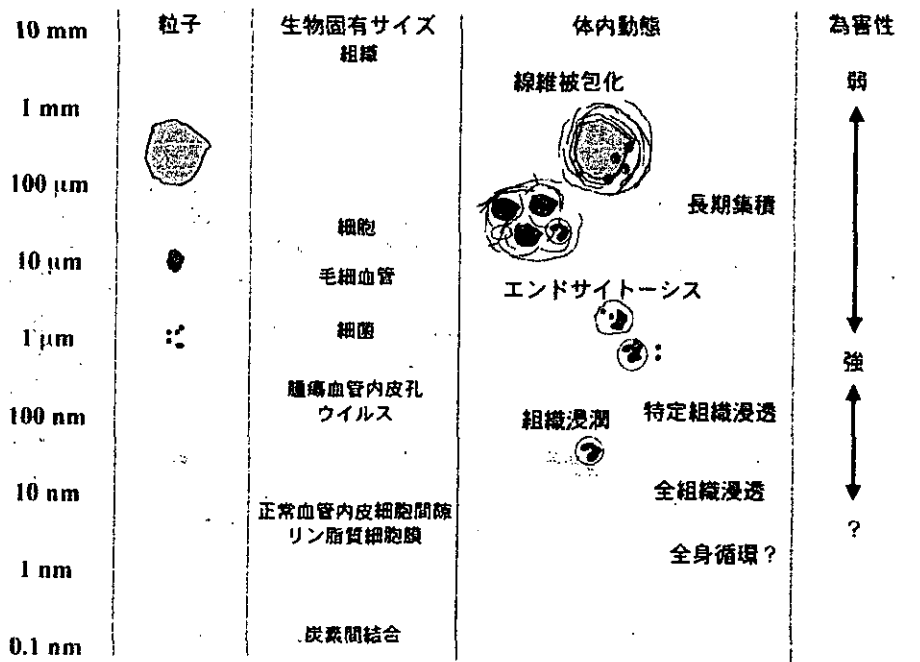 粒子
生物固有サイズ
体内動態
為害性
10 mm
組織
線維被包化
弱
1 mm
100 μm
長期集積
細胞
10 μm
毛細血管
エンドサイトーシス
1 μm
細菌
強
腫瘍血管内皮孔
ウイルス
100 nm
組織浸潤
特定組織浸透
10 nm
全組織浸透
正常血管内皮細胞間隙
リン脂質細胞膜
?
全身循環?
1 nm
炭素間結合
0.1 nm